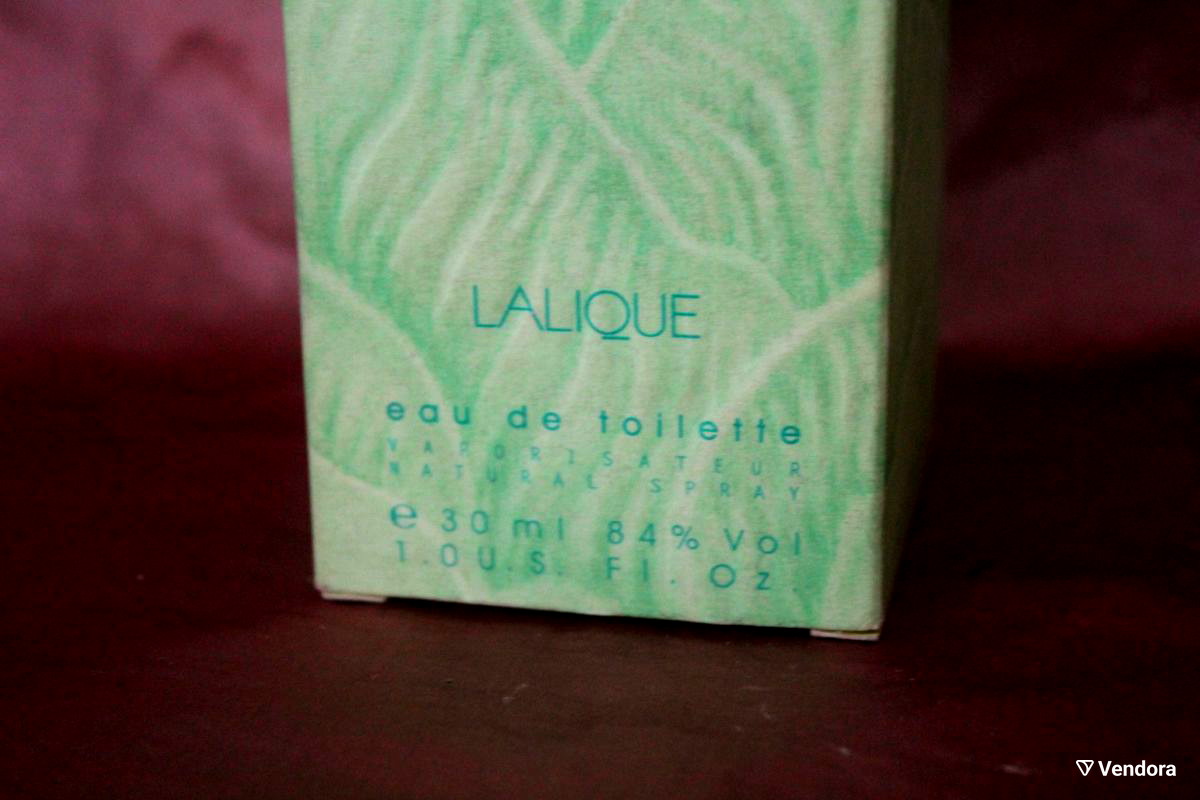 LALIQUE
eau de toilette
VAPORISATEUR
NATURAL SPRAY
e 30 ml 84% Vol
1.0 U.S. Fl. Oz.
Vendora